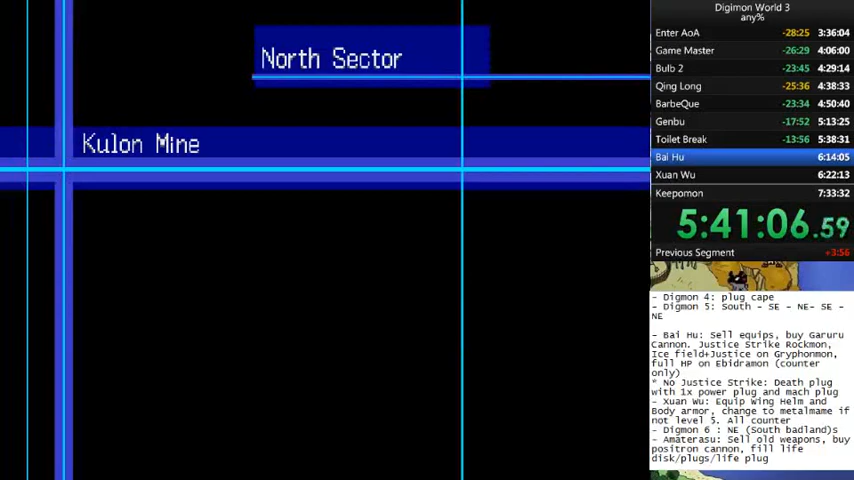 North Sector
Kulon Mine
Digimon World 3
any%
Enter AoA -28:25 3:36:04
Game Master -26:29 4:06:00
Bulb 2 -23:45 4:29:14
Qing Long -25:36 4:38:33
BarbeQue -23:34 4:50:40
Genbu -17:52 5:13:25
Toilet Break -13:56 5:38:31
Bai Hu 6:14:05
Xuan Wu 6:22:13
Keepomon 7:33:32
5:41:06.59
Previous Segment +3:56
- Digmon 4: plug cape
- Digmon 5: South - SE - NE- SE -
NE
- Bai Hu: Sell equips, buy Garuru
Cannon. Justice Strike Rockmon,
Ice field+Justice on Gryphonmon,
full HP on Ebidramon (counter
only)
* No Justice Strike: Death plug
with 1x power plug and mach plug
- Xuan Wu: Equip Wing Helm and
Body armor, change to metalmame if
not level 5. All counter
- Digmon 6 : NE (South badland)s
- Amaterasu: Sell old weapons, buy
positron cannon, fill life
disk/plugs/life plug